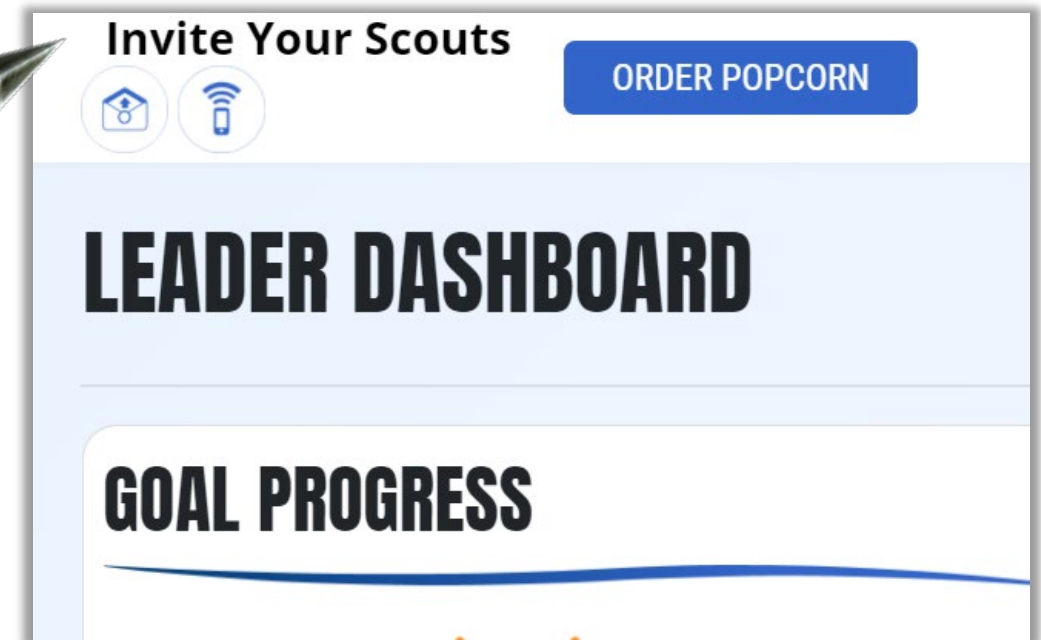 Invite Your Scouts
ORDER POPCORN
LEADER DASHBOARD
GOAL PROGRESS